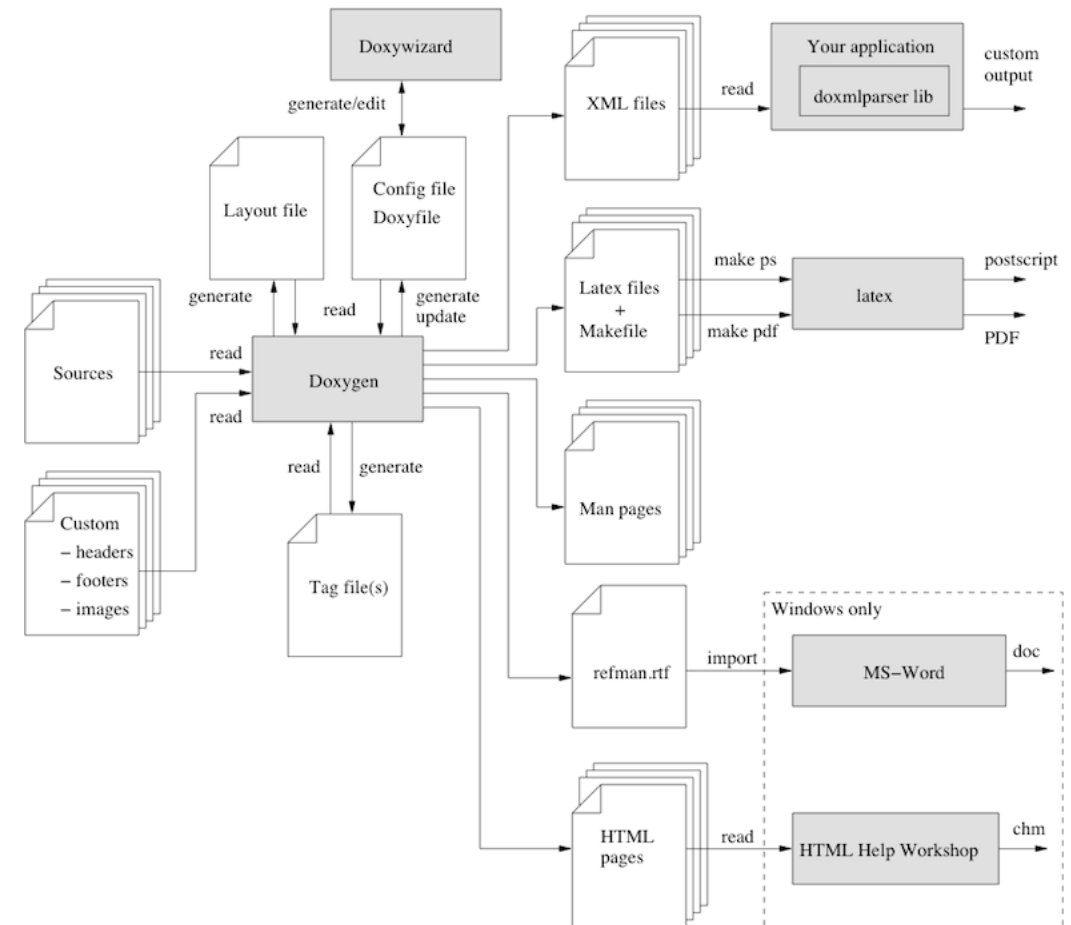 Doxywizard
generate/edit
XML files
read
Your application
doxmlparser lib
custom
output
Layout file
Config file
Doxyfile
generate
read
generate
update
Latex files
+
Makefile
make ps
make pdf
latex
postscript
PDF
Sources
read
Doxygen
read
read
generate
Custom
– headers
– footers
– images
Tag file(s)
Man pages
Windows only
refman.rtf
import
MS–Word
doc
HTML
pages
read
HTML Help Workshop
chm